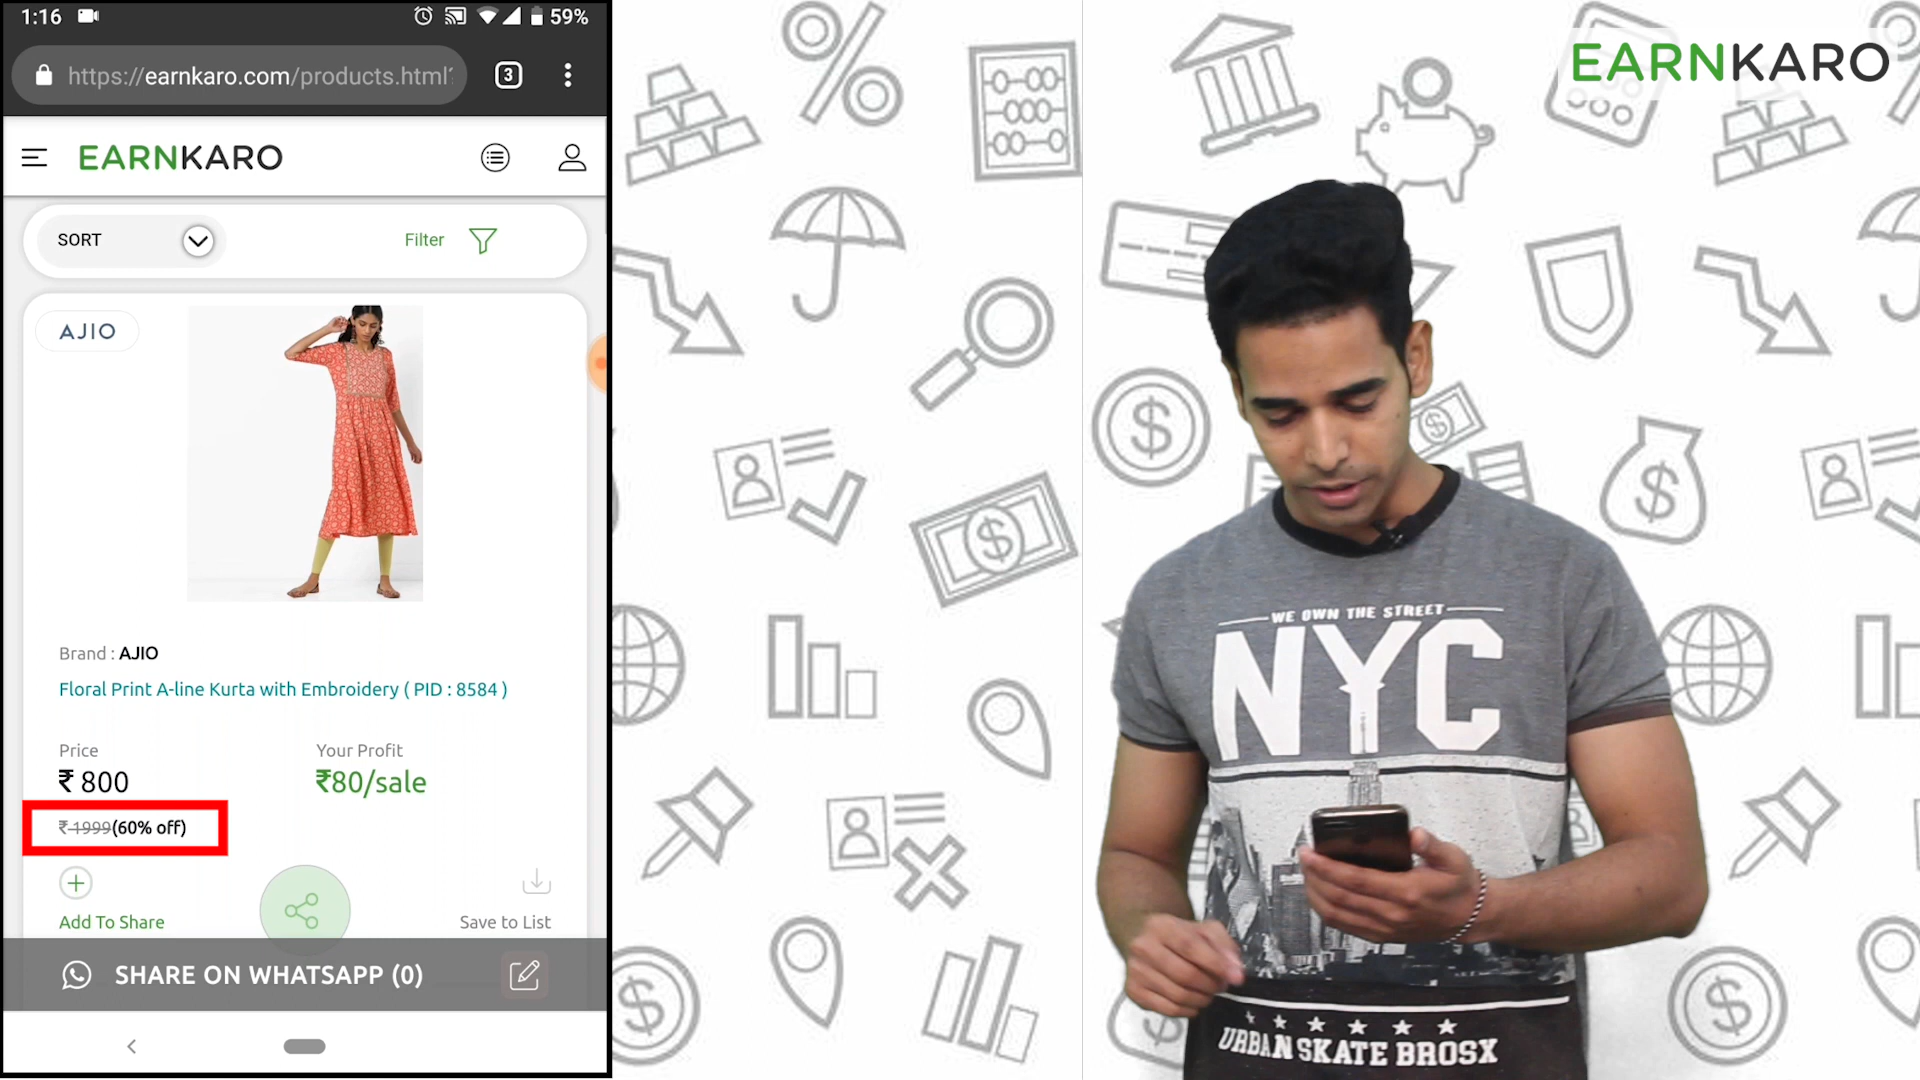 1:16
59%
https://earnkaro.com/products.html?
3
EARNKARO
SORT
Filter
AJIO
Brand : AJIO
Floral Print A-line Kurta with Embroidery ( PID : 8584 )
Price
Your Profit
₹ 800
₹80/sale
₹ 1999(60% off)
Add To Share
Save to List
SHARE ON WHATSAPP (0)
EARNKARO
WE OWN THE STREET
NYC
URBAN SKATE BROSX